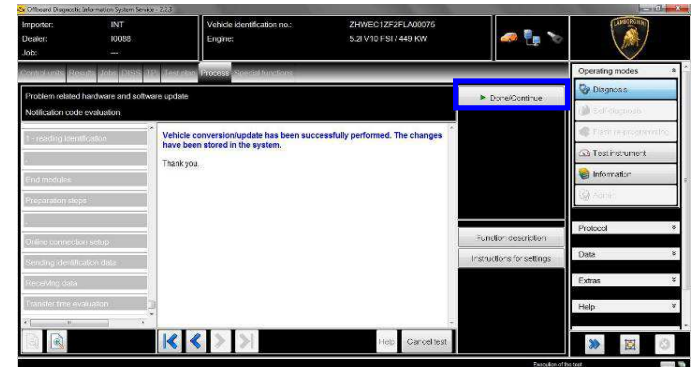 Offboard Diagnostic Information System Service - 2.2.3
Importer: INT
Dealer: I0088
Job: ---
Vehicle identification no.: ZHWEC1ZF2FLA00075
Engine: 5.2l V10 FSI / 449 KW
LAMBORGHINI
Control units Results Jobs DISS TPI Test plan Process Special functions
Problem related hardware and software update
Notification code evaluation
Done/Continue
1 - reading identification
End modules
Preparation steps
Online connection setup
Sending identification data
Receiving data
Transfer time evaluation
Vehicle conversion/update has been successfully performed. The changes
have been stored in the system.
Thank you.
Function description
Instructions for settings
Help
Cancel test
Operating modes
Diagnosis
Self-diagnosis
Flash re-programming
Test instrument
Information
Admin
Protocol
Data
Extras
Help
Execution of the test